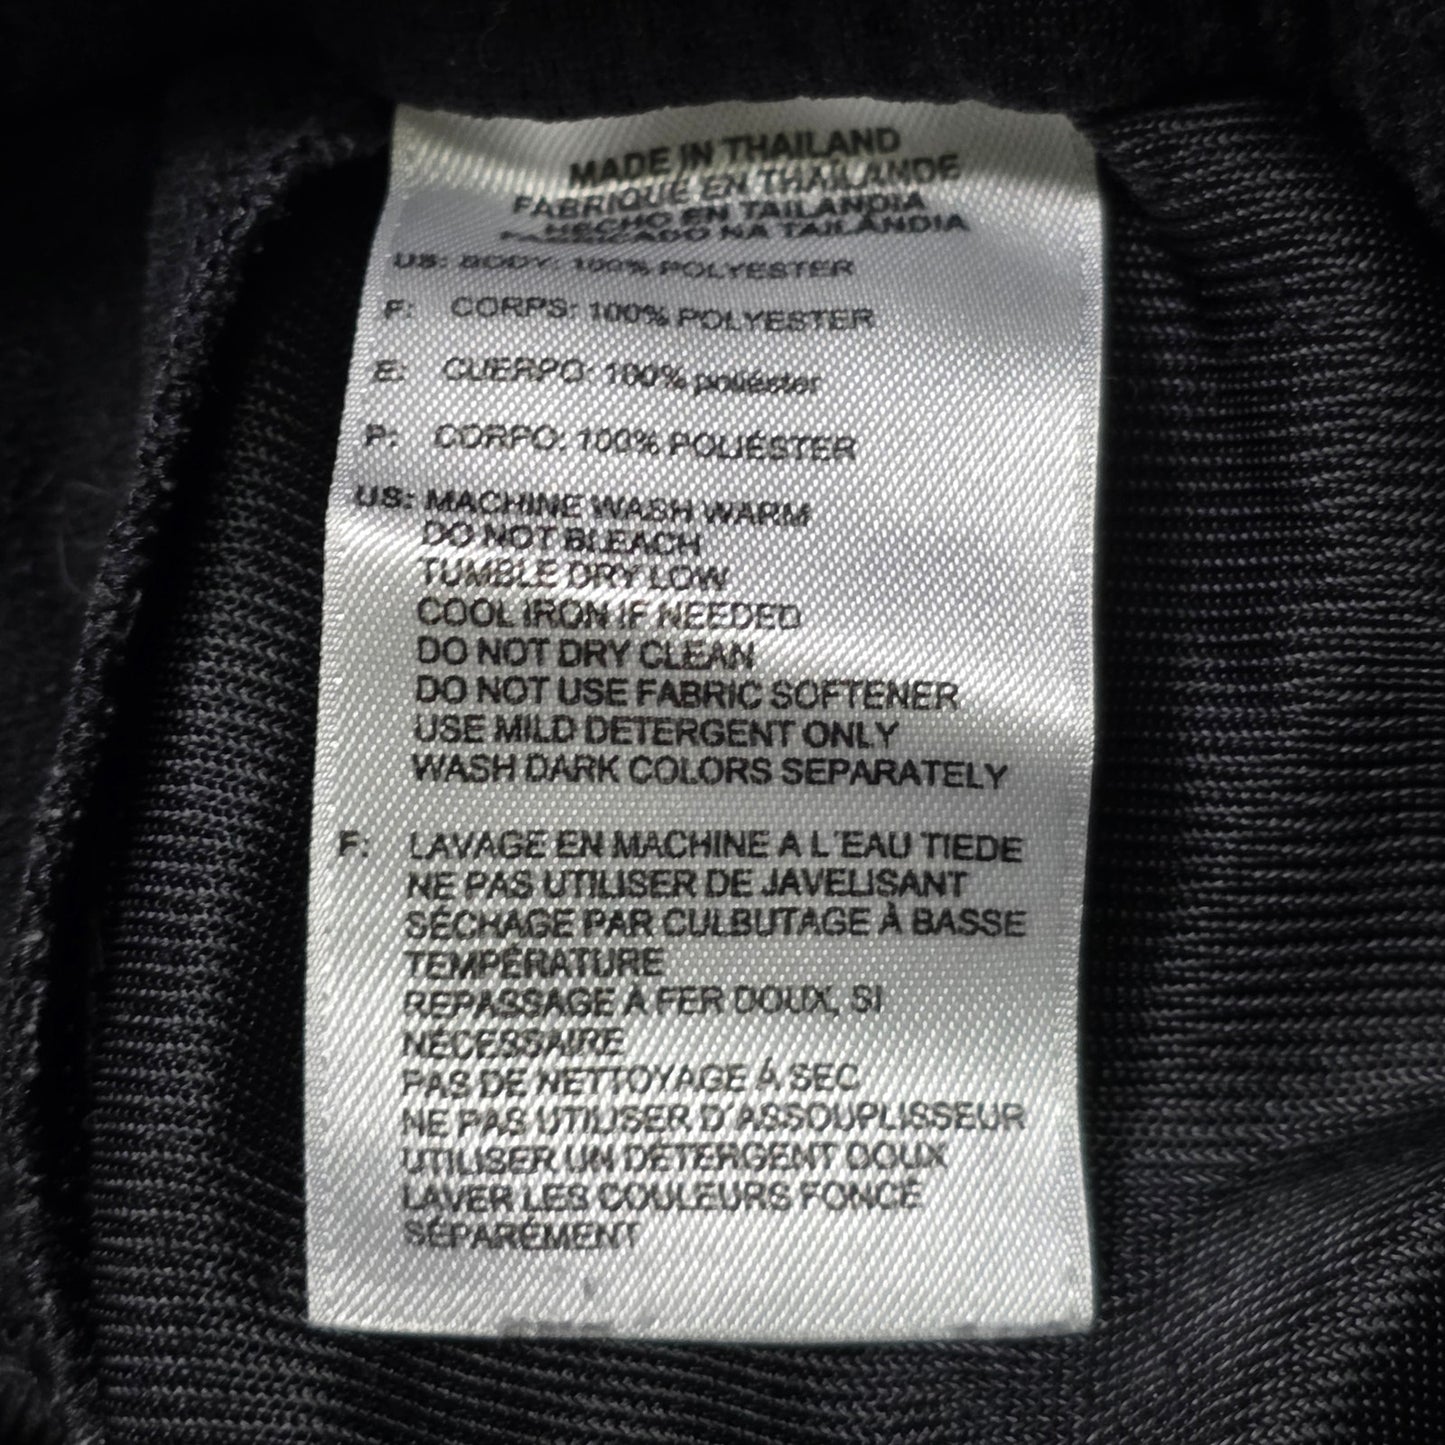 MADE IN THAILAND
FABRIQUÉ EN THAÏLANDE
HECHO EN TAILANDIA
FABRICADO NA TAILÂNDIA
US: BODY: 100% POLYESTER
F: CORPS: 100% POLYESTER
E: CUERPO: 100% poliéster
P: CORPO: 100% POLIÉSTER
US: MACHINE WASH WARM
DO NOT BLEACH
TUMBLE DRY LOW
COOL IRON IF NEEDED
DO NOT DRY CLEAN
DO NOT USE FABRIC SOFTENER
USE MILD DETERGENT ONLY
WASH DARK COLORS SEPARATELY
F: LAVAGE EN MACHINE A L'EAU TIEDE
NE PAS UTILISER DE JAVELISANT
SÉCHAGE PAR CULBUTAGE À BASSE
TEMPÉRATURE
REPASSAGE À FER DOUX, SI
NÉCESSAIRE
PAS DE NETTOYAGE Á SEC
NE PAS UTILISER D'ASSOUPLISSEUR
UTILISER UN DÉTERGENT DOUX
LAVER LES COULEURS FONCÉ
SÉPARÉMENT